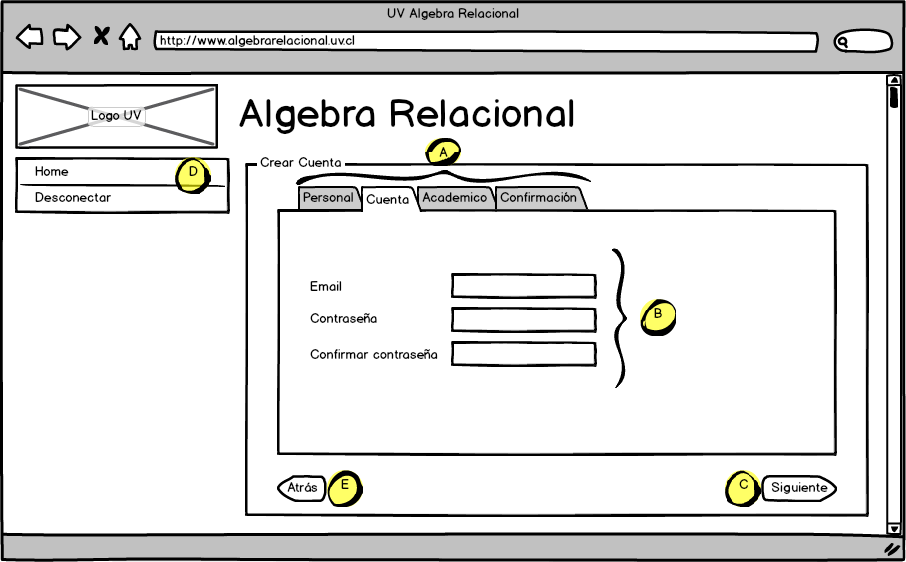 UV Algebra Relacional
http://www.algebrarelacional.uv.cl
Logo UV
Algebra Relacional
A
Crear Cuenta
Home
D
Desconectar
Personal Cuenta Academico Confirmación
Email
Contraseña
B
Confirmar contraseña
Atrás E C Siguiente